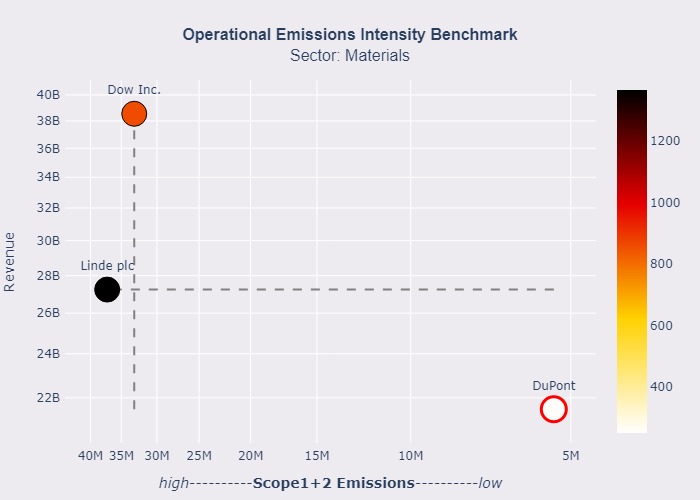 Operational Emissions Intensity Benchmark
Sector: Materials
Dow Inc.
Linde plc
DuPont
Revenue
40B
38B
36B
34B
32B
30B
28B
26B
24B
22B
40M 35M 30M 25M 20M 15M 10M 5M
high----------Scope1+2 Emissions----------low
1200
1000
800
600
400